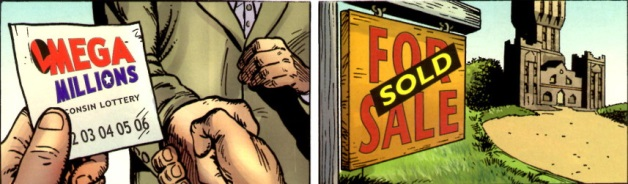 MEGA
MILLIONS
CONSIN LOTTERY
2 03 04 05 06
FOR
SOLD
SALE